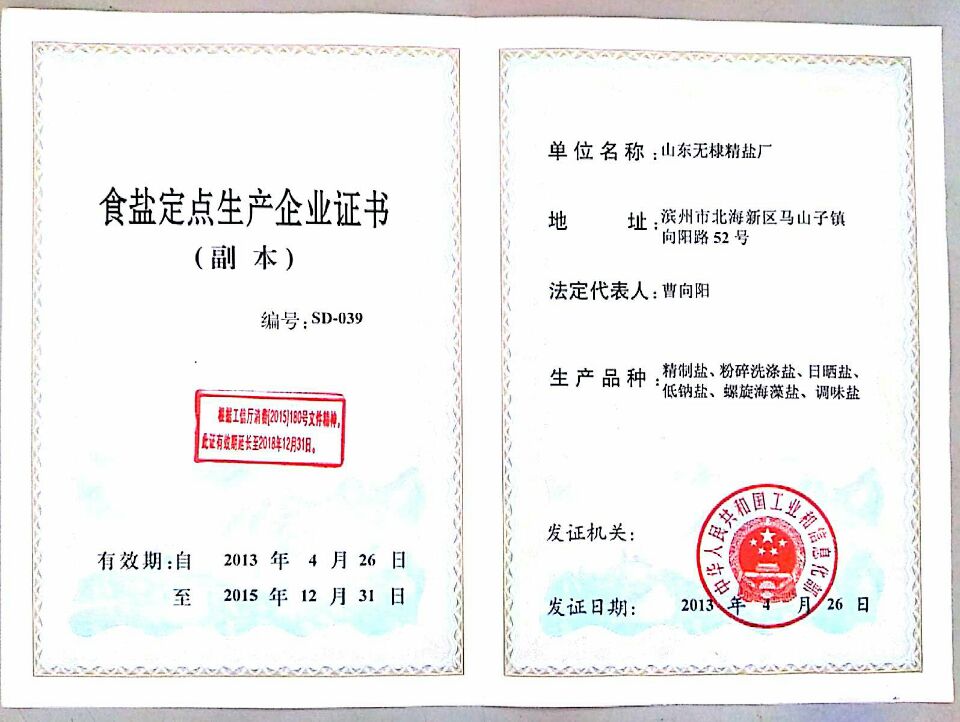 食盐定点生产企业证书
(副 本)
编号:SD-039
根据工信厅消费[2015]180号文件精神,
此证有效期延长至2018年12月31日。
有效期:自 2013 年 4 月 26 日
至 2015 年 12 月 31 日
单位名称:山东无棣精盐厂
地 址:滨州市北海新区马山子镇
向阳路 52 号
法定代表人:曹向阳
生产品种:精制盐、粉碎洗涤盐、日晒盐、
低钠盐、螺旋海藻盐、调味盐
发证机关:
中华人民共和国工业和信息化部
发证日期: 2013 年 4 月 26 日